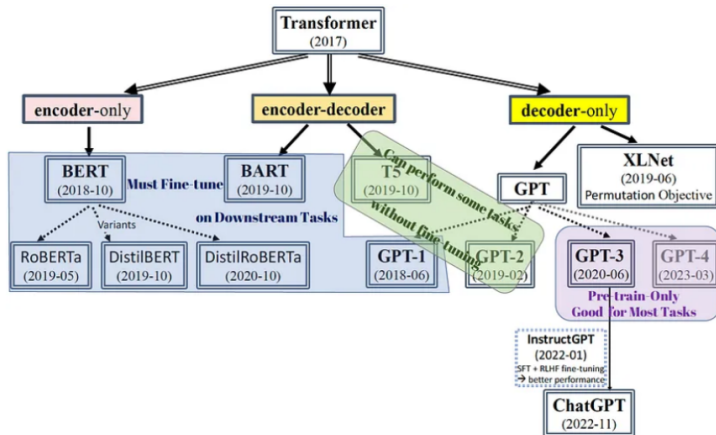 Transformer
(2017)
encoder-only
encoder-decoder
decoder-only
BERT
(2018-10)
Must Fine-tune
on Downstream Tasks
BART
(2019-10)
T5
(2019-10)
Can perform some tasks
without fine-tuning
GPT
XLNet
(2019-06)
Permutation Objective
Variants
RoBERTa
(2019-05)
DistilBERT
(2019-10)
DistilRoBERTa
(2020-10)
GPT-1
(2018-06)
GPT-2
(2019-02)
GPT-3
(2020-06)
GPT-4
(2023-03)
Pre-train-Only
Good for Most Tasks
InstructGPT
(2022-01)
SFT + RLHF fine-tuning
→ better performance
ChatGPT
(2022-11)